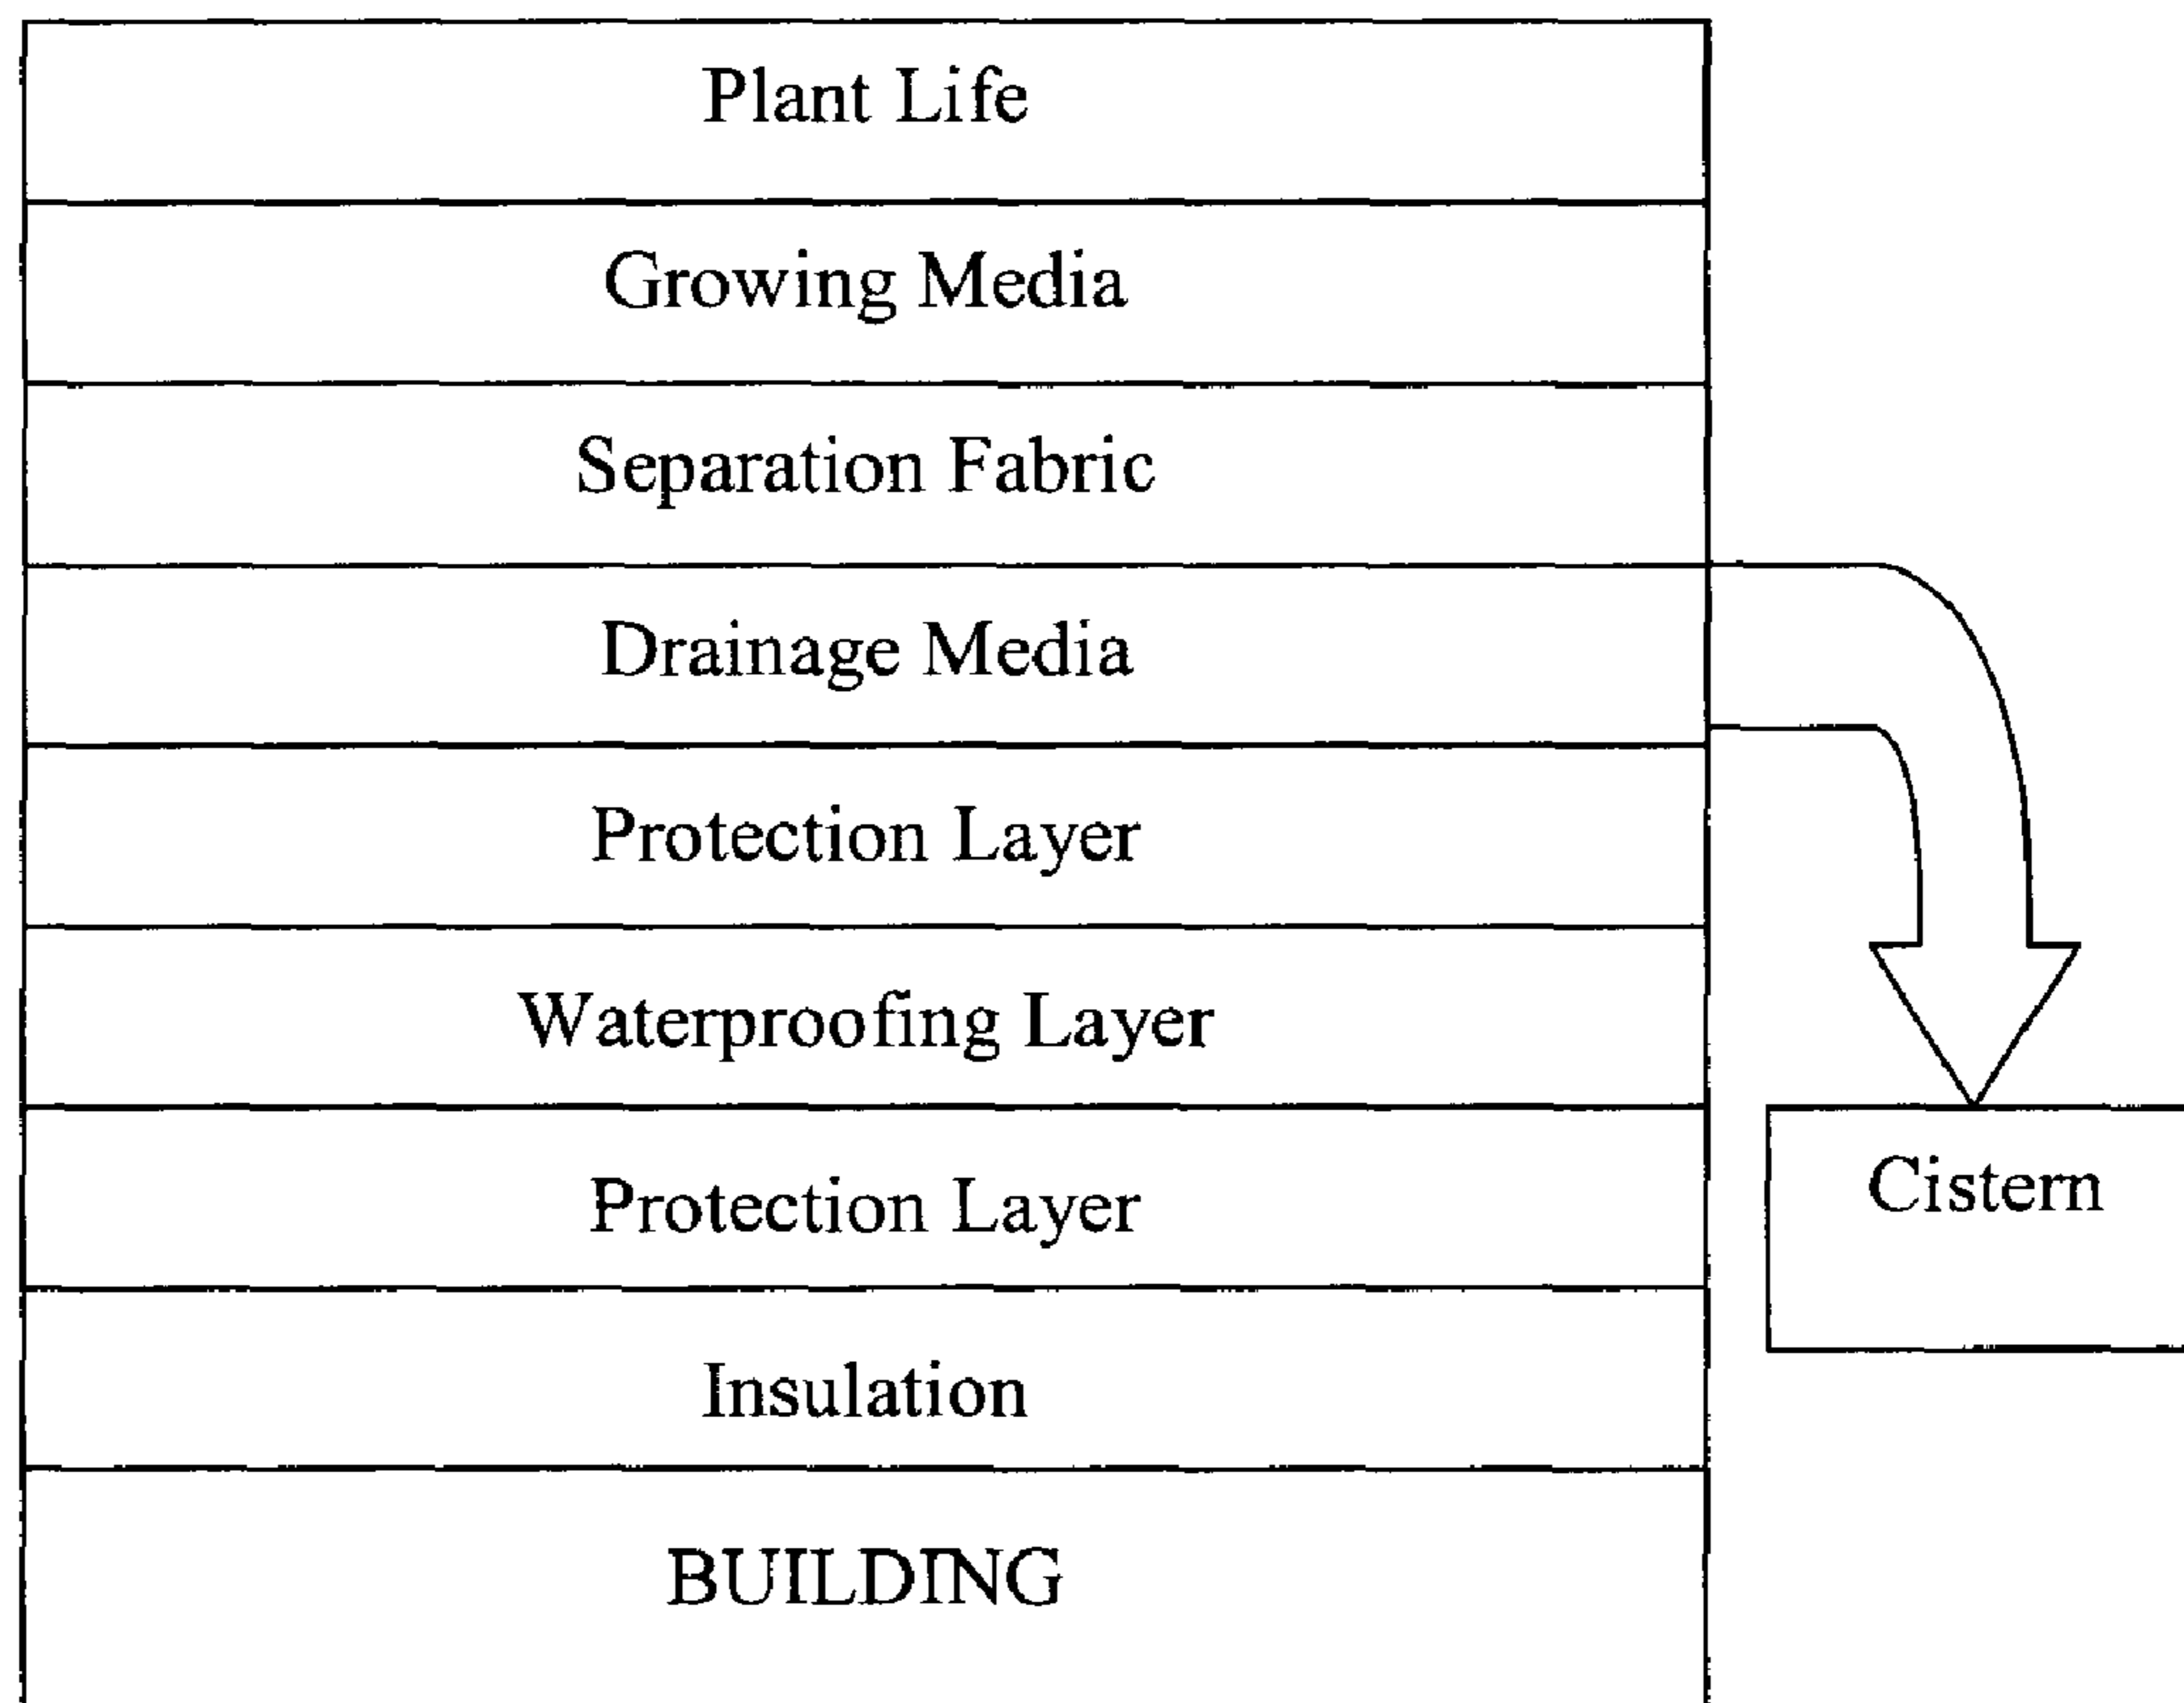 Plant Life
Growing Media
Separation Fabric
Drainage Media
Protection Layer
Waterproofing Layer
Protection Layer
Cistern
Insulation
BUILDING